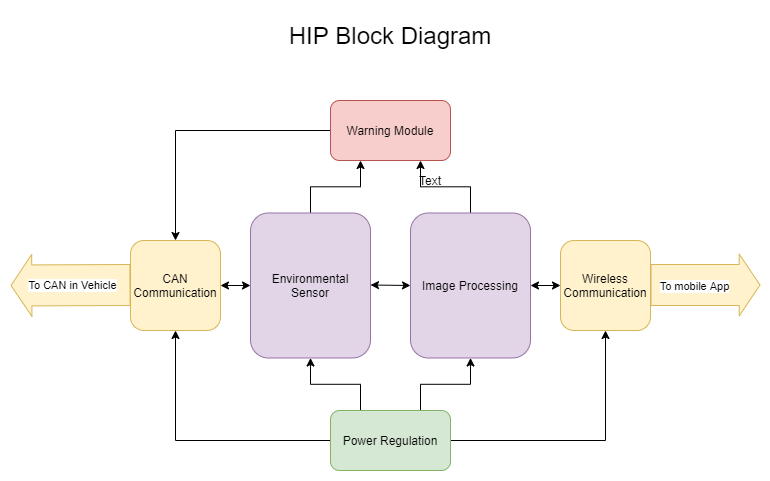 HIP Block Diagram
Warning Module
Text
CAN
Communication
Environmental
Sensor
Image Processing
Wireless
Communication
To CAN in Vehicle
To mobile App
Power Regulation